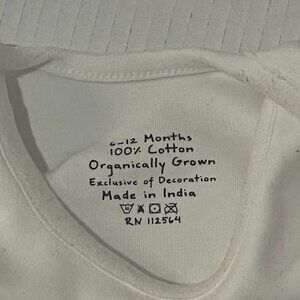 6-12 Months
100% Cotton
Organically Grown
Exclusive of Decoration
Made in India
RN 112564